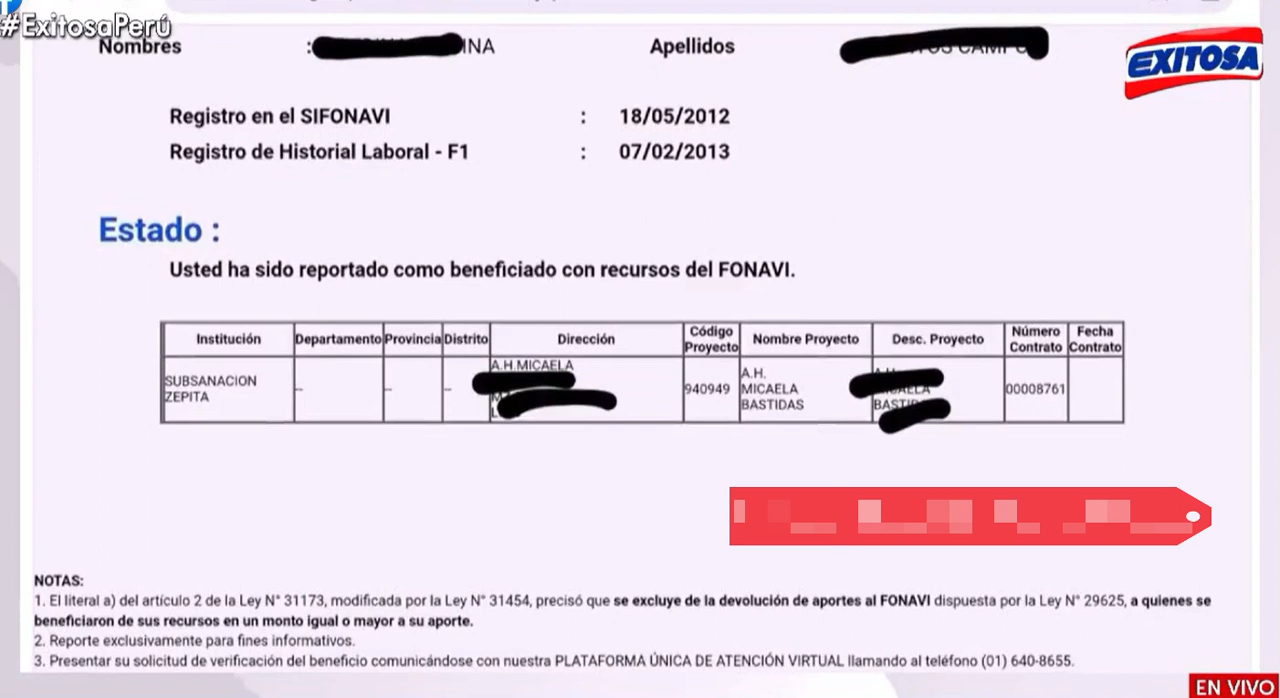 #ExitosaPerú
Nombres : INA Apellidos
EXITOSA
Registro en el SIFONAVI : 18/05/2012
Registro de Historial Laboral - F1 : 07/02/2013
Estado :
Usted ha sido reportado como beneficiado con recursos del FONAVI.
Institución Departamento Provincia Distrito Dirección Código Proyecto Nombre Proyecto Desc. Proyecto Número Contrato Fecha Contrato
SUBSANACION ZEPITA – – – A.H.MICAELA 940949 A.H. MICAELA BASTIDAS 00008761
NOTAS:
1. El literal a) del artículo 2 de la Ley N° 31173, modificada por la Ley N° 31454, precisó que se excluye de la devolución de aportes al FONAVI dispuesta por la Ley N° 29625, a quienes se
beneficiaron de sus recursos en un monto igual o mayor a su aporte.
2. Reporte exclusivamente para fines informativos.
3. Presentar su solicitud de verificación del beneficio comunicándose con nuestra PLATAFORMA ÚNICA DE ATENCIÓN VIRTUAL llamando al teléfono (01) 640-8655.
EN VIVO